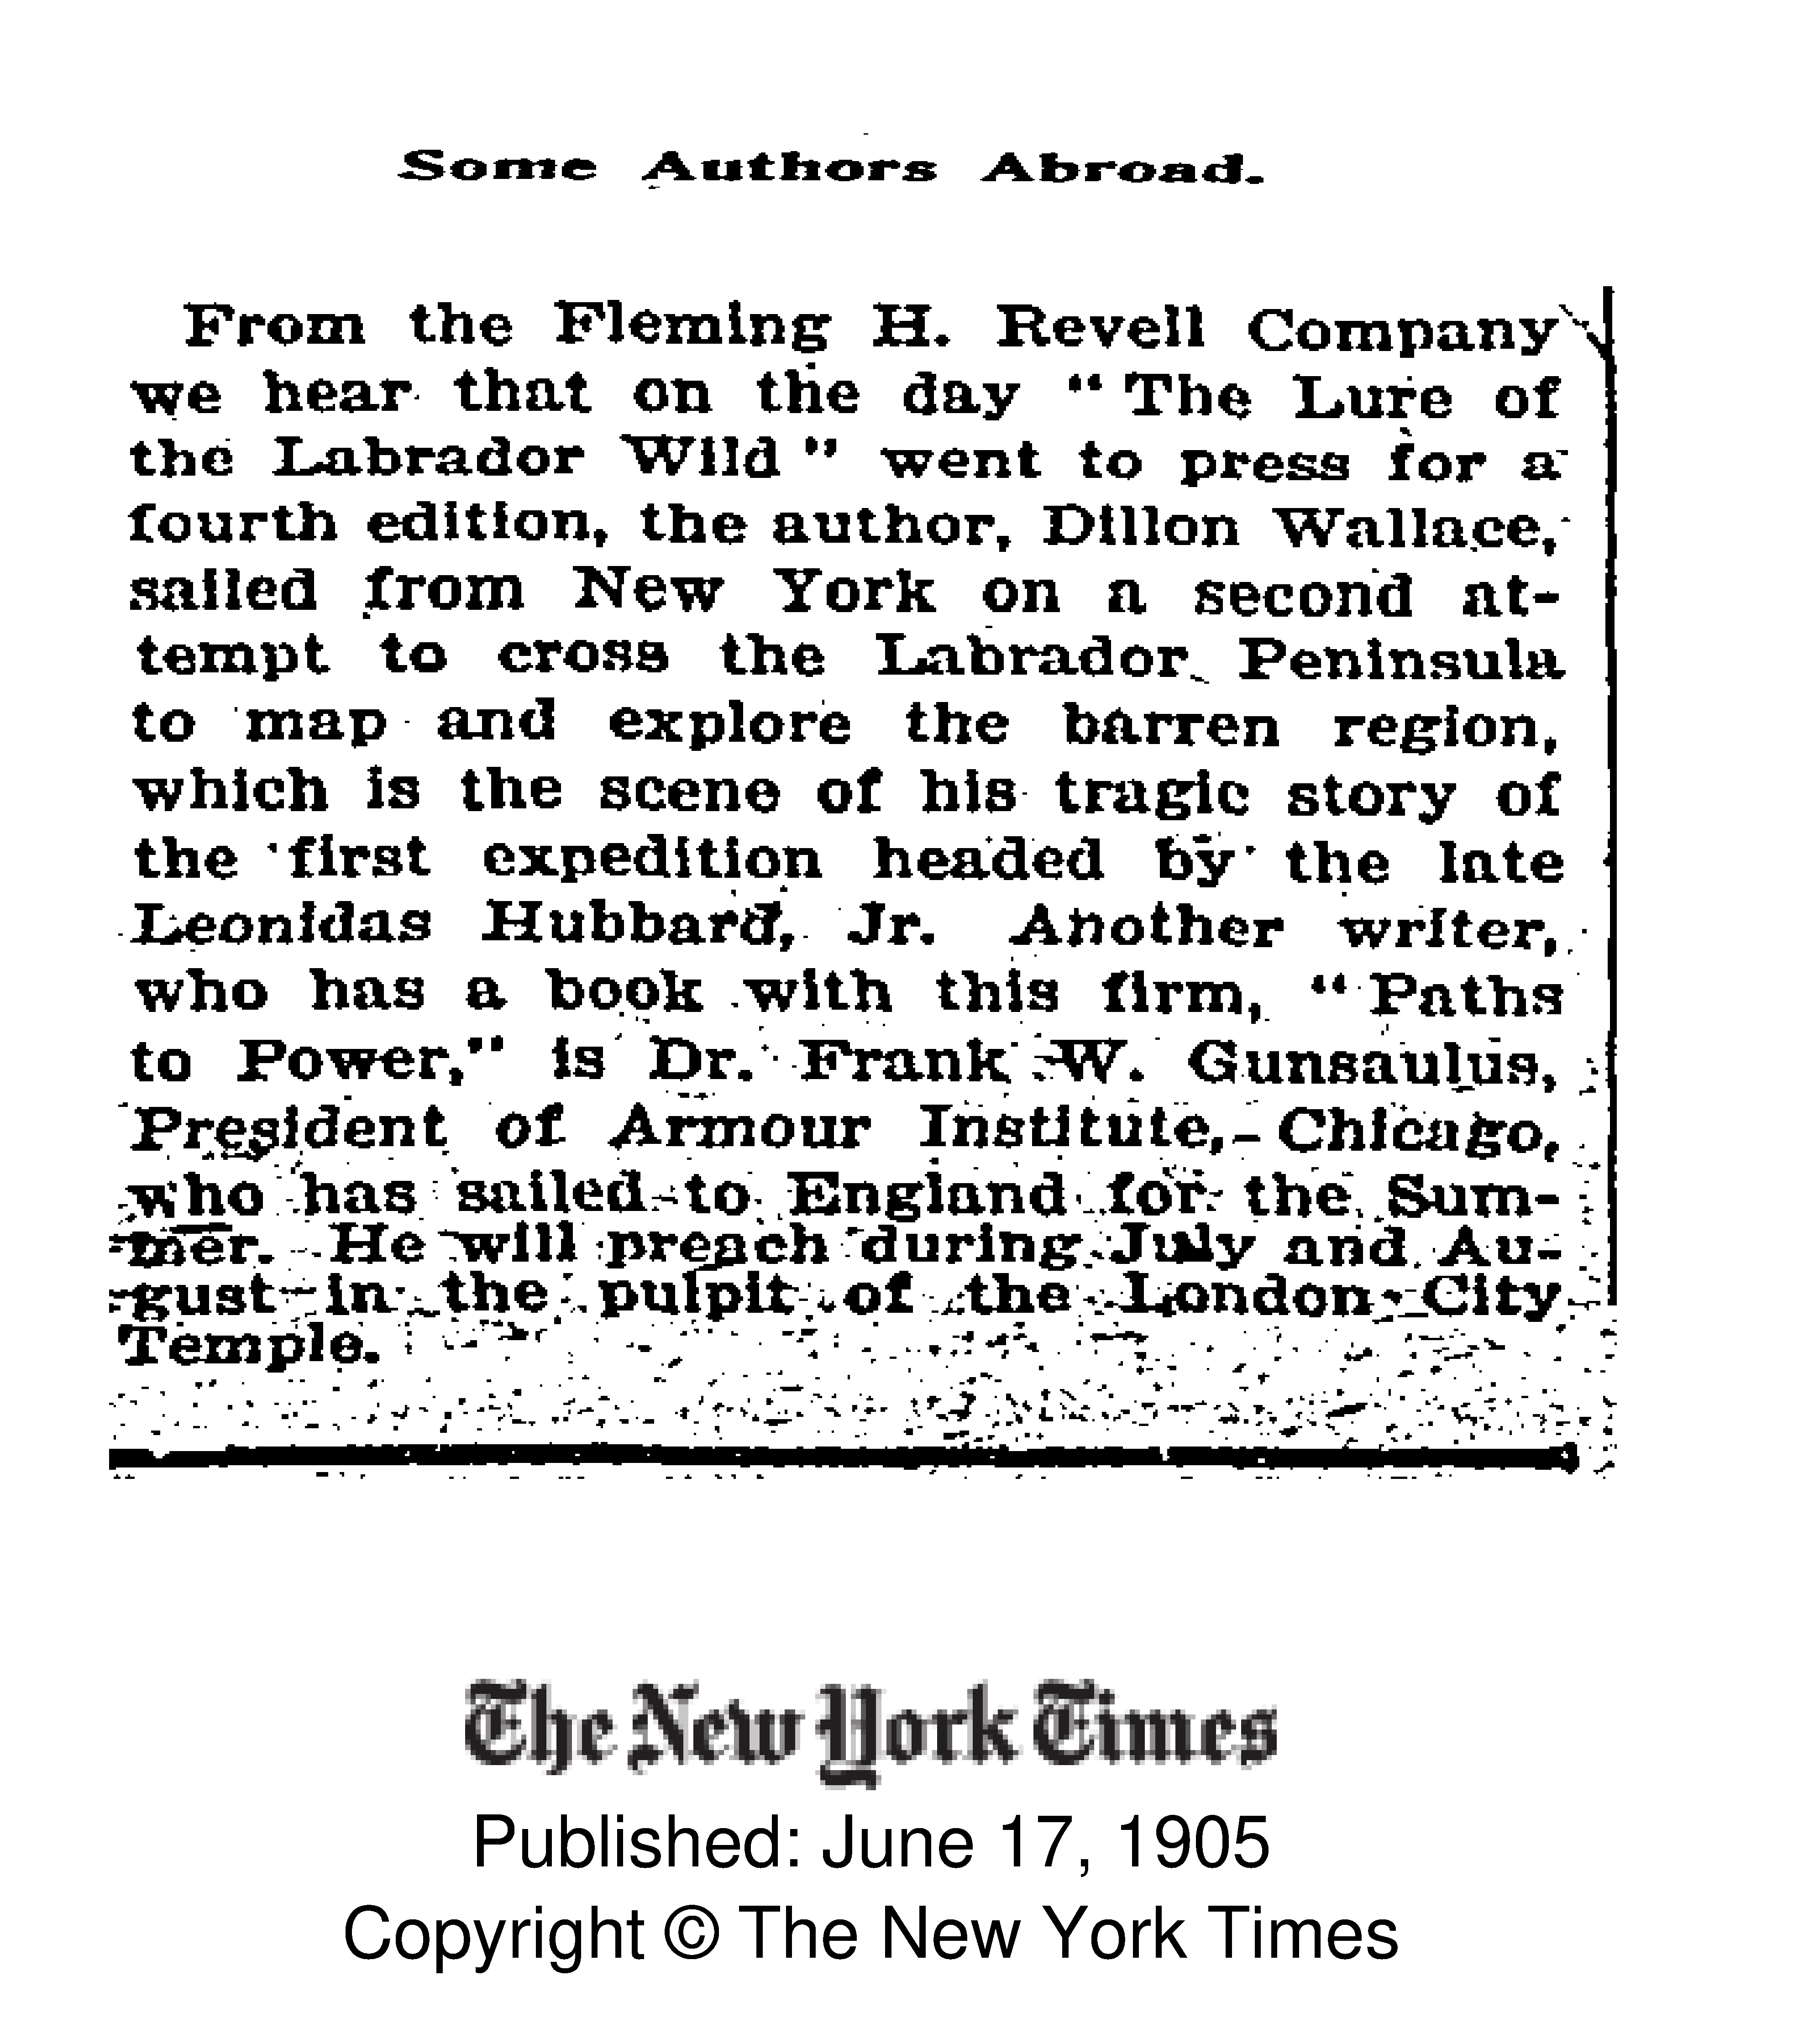 Some Authors Abroad.
From the Fleming H. Revell Company
we hear that on the day "The Lure of
the Labrador Wild" went to press for a
fourth edition, the author, Dillon Wallace,
sailed from New York on a second at-
tempt to cross the Labrador Peninsula
to map and explore the barren region,
which is the scene of his tragic story of
the first expedition headed by the late
Leonidas Hubbard, Jr. Another writer,
who has a book with this firm, "Paths
to Power," is Dr. Frank W. Gunsaulus,
President of Armour Institute, Chicago,
who has sailed to England for the Sum-
mer. He will preach during July and Au-
gust in the pulpit of the London City
Temple.
The New York Times
Published: June 17, 1905
Copyright © The New York Times